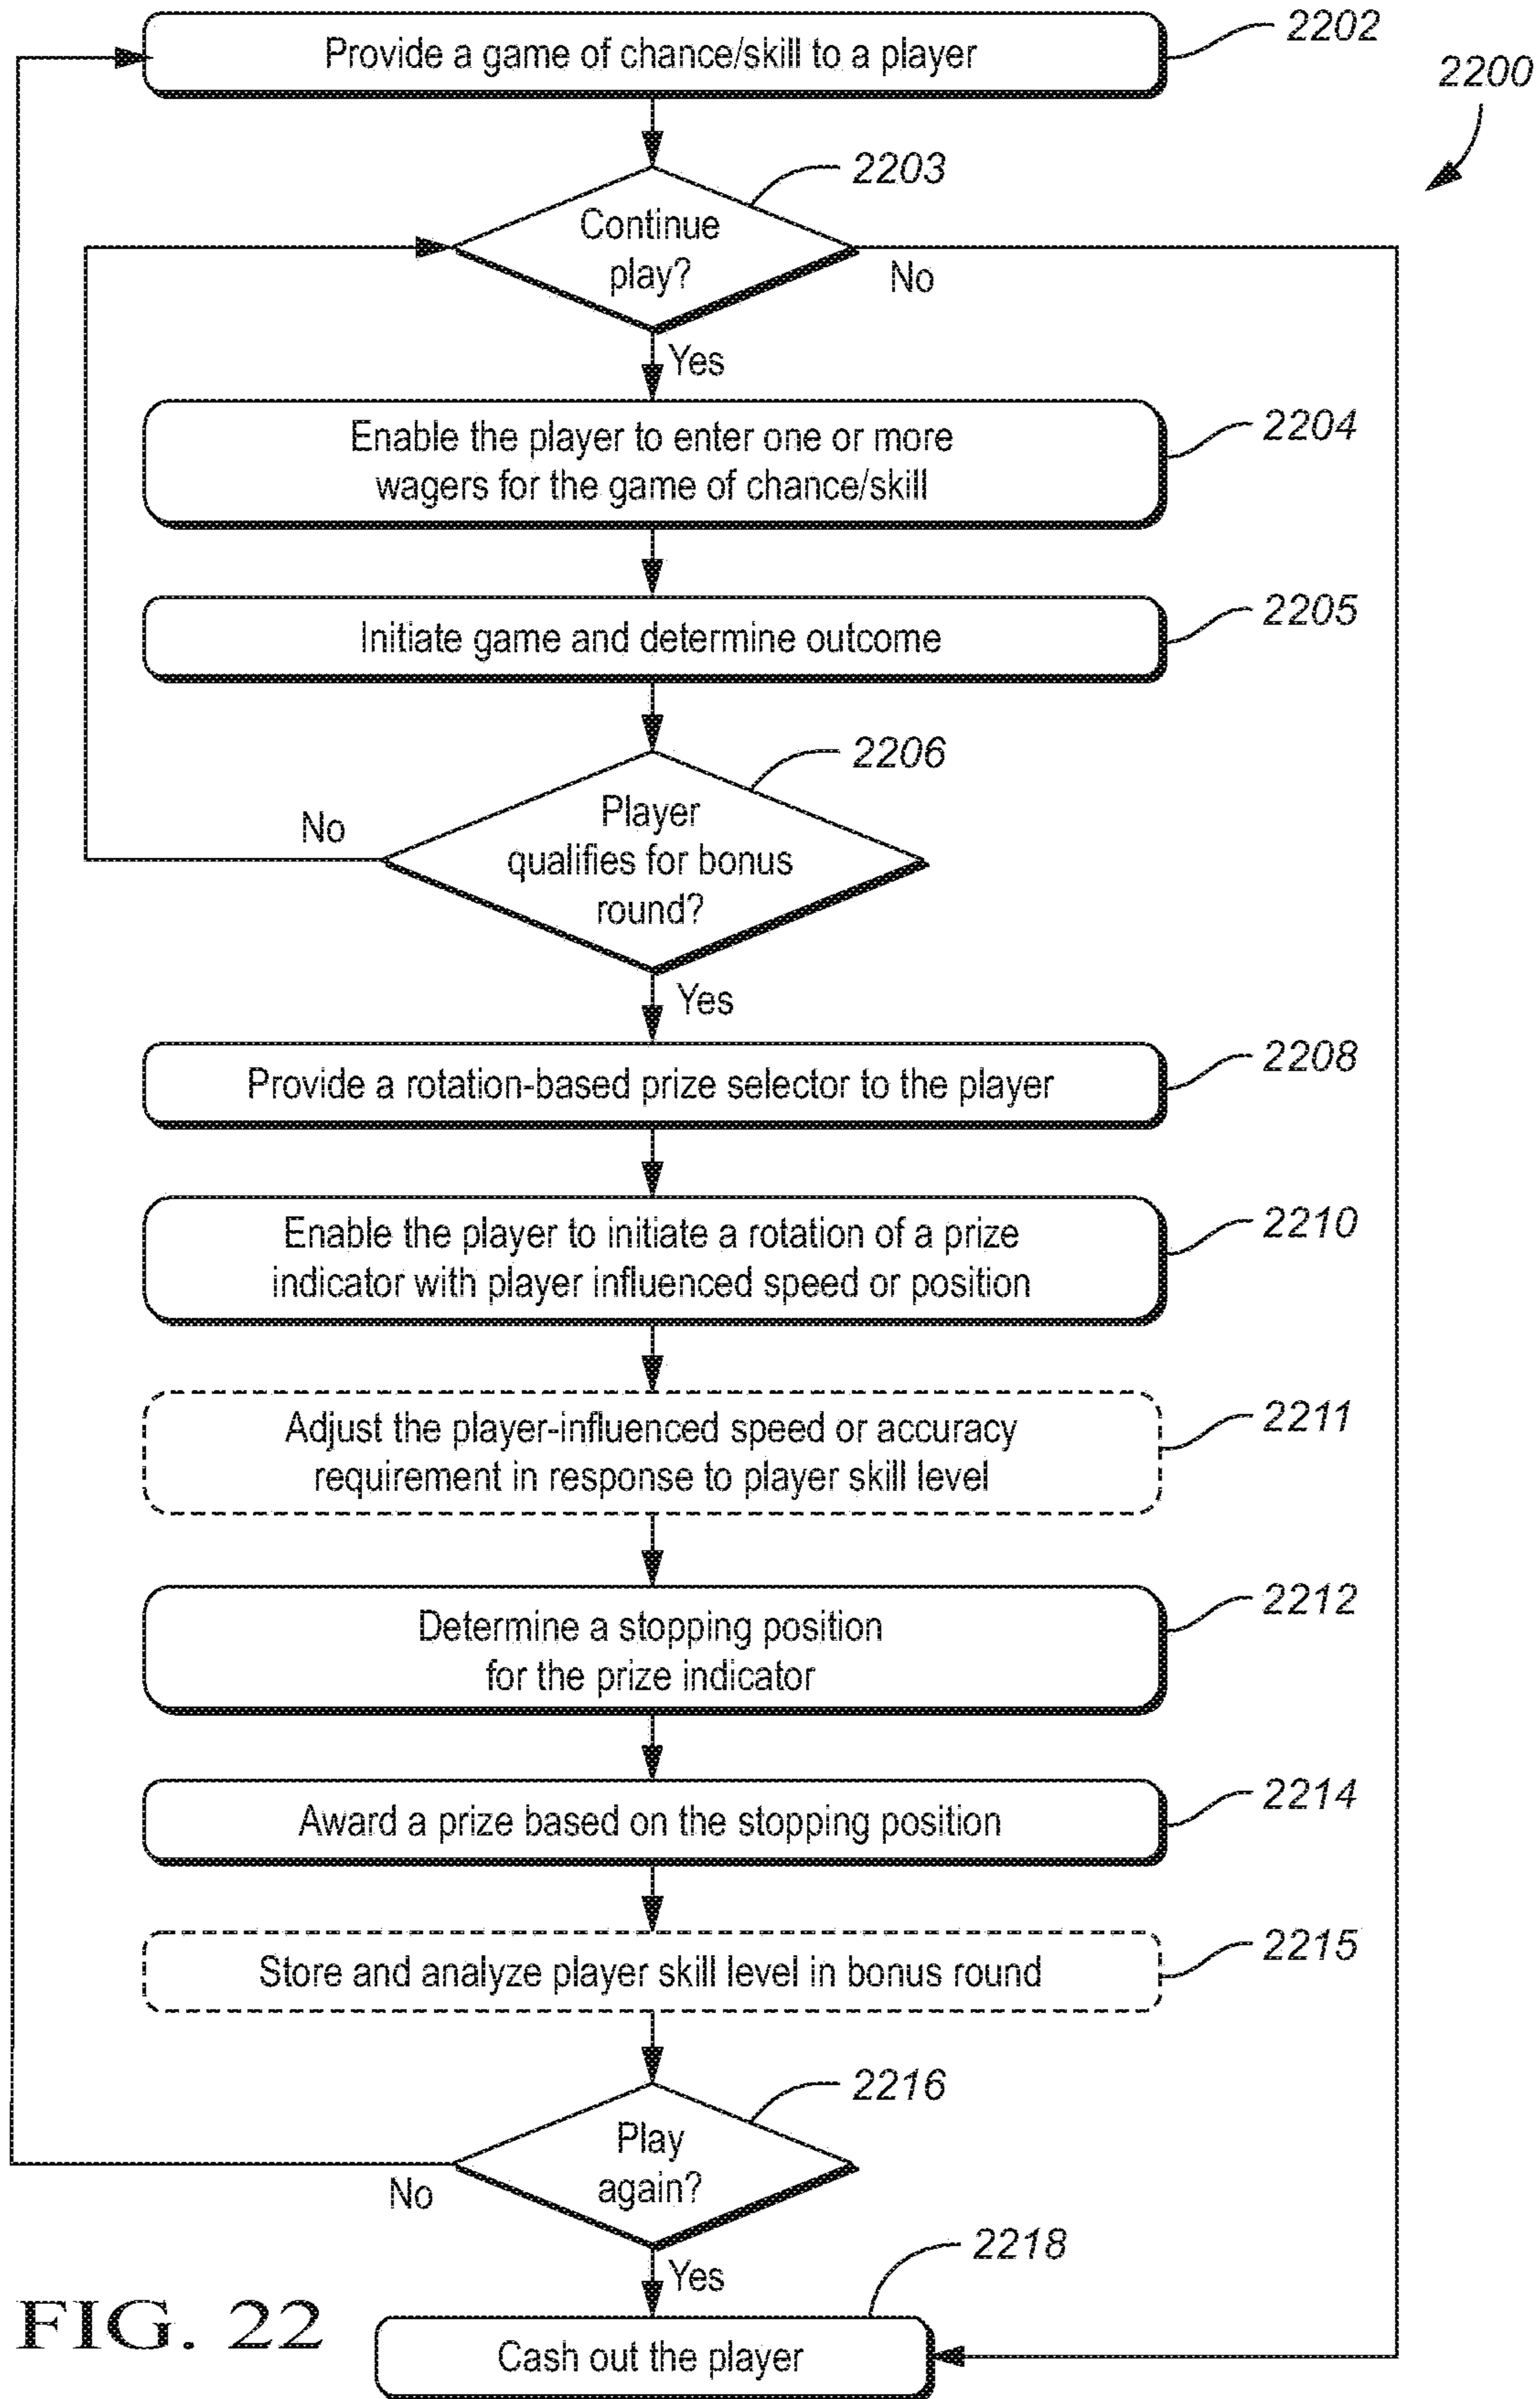 Provide a game of chance/skill to a player
2202
2200
2203
Continue
play?
No
Yes
Enable the player to enter one or more
wagers for the game of chance/skill
2204
Initiate game and determine outcome
2205
2206
Player
qualifies for bonus
round?
No
Yes
Provide a rotation-based prize selector to the player
2208
Enable the player to initiate a rotation of a prize
indicator with player influenced speed or position
2210
Adjust the player-influenced speed or accuracy
requirement in response to player skill level
2211
Determine a stopping position
for the prize indicator
2212
Award a prize based on the stopping position
2214
Store and analyze player skill level in bonus round
2215
2216
Play
again?
No
Yes
2218
Cash out the player
FIG. 22